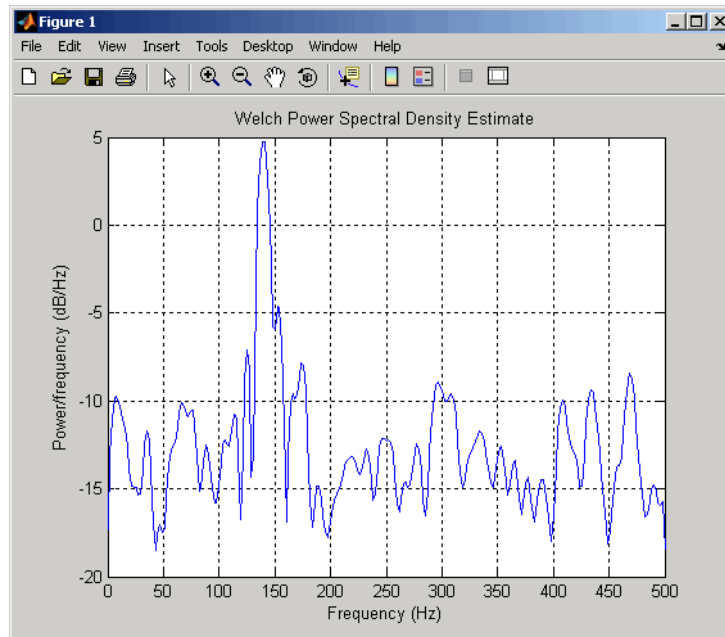 Figure 1
File Edit View Insert Tools Desktop Window Help
Welch Power Spectral Density Estimate
5
0
-5
-10
-15
-20
Power/frequency (dB/Hz)
0 50 100 150 200 250 300 350 400 450 500
Frequency (Hz)